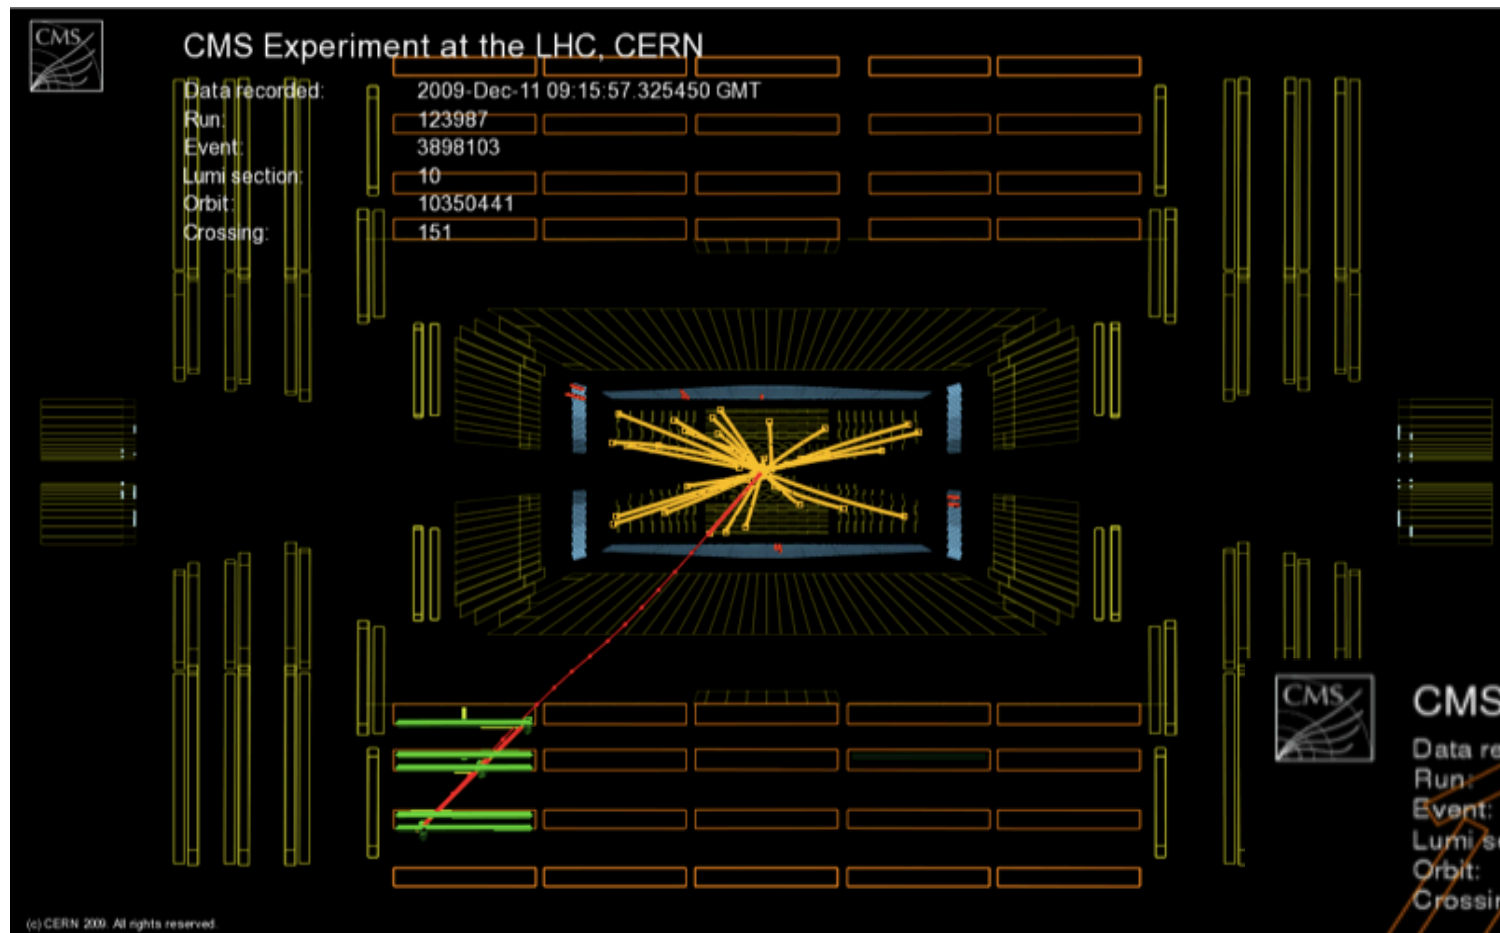 CMS
CMS Experiment at the LHC, CERN
Data recorded: 2009-Dec-11 09:15:57.325450 GMT
Run: 123987
Event: 3898103
Lumi section: 10
Orbit: 10350441
Crossing: 151
CMS
CMS
Data re
Run:
Event:
Lumi se
Orbit:
Crossin
(c) CERN 2009. All rights reserved.